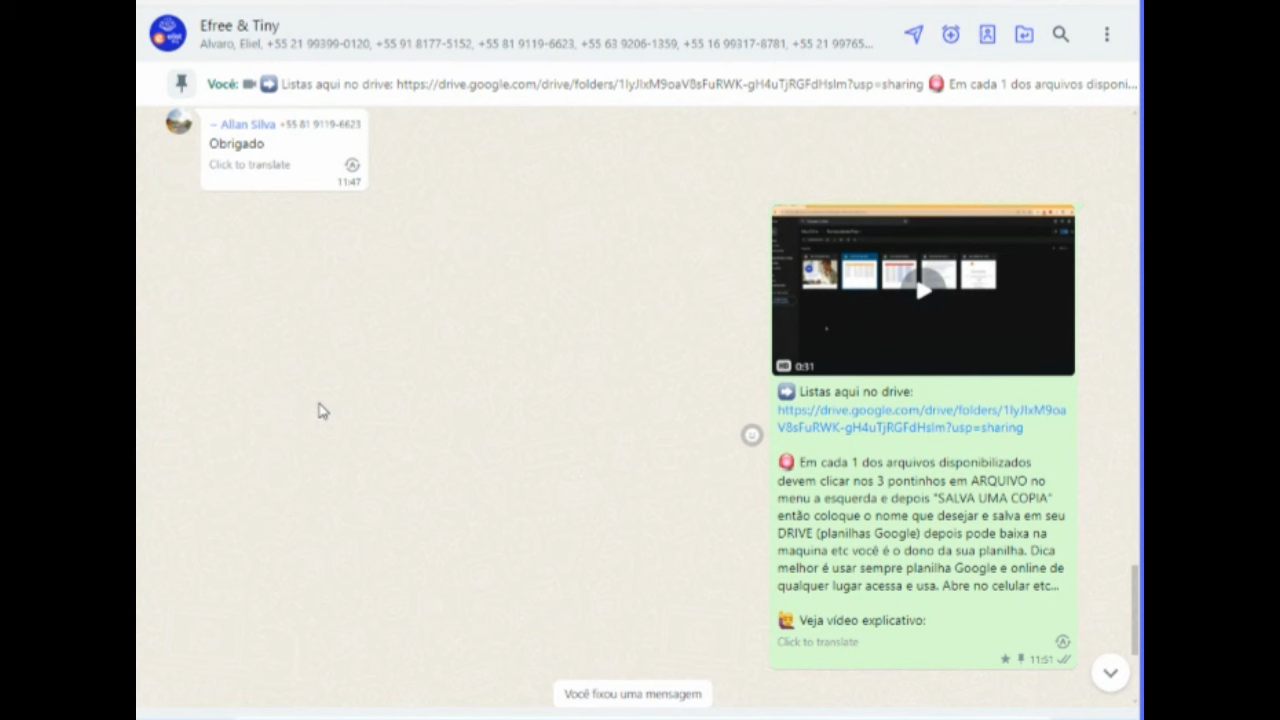 Efree & Tiny
Alvaro, Eliel, +55 21 99399-0120, +55 91 8177-5152, +55 81 9119-6623, +55 63 9206-1359, +55 16 99317-8781, +55 21 99765...
Você: Listas aqui no drive: https://drive.google.com/drive/folders/1IyJlxM9oaV8sFuRWK-gH4uTjRGFdHslm?usp=sharing Em cada 1 dos arquivos disponi...
~ Allan Silva +55 81 9119-6623
Obrigado
Click to translate
11:47
HD 0:31
Listas aqui no drive:
https://drive.google.com/drive/folders/1IyJlxM9oa
V8sFuRWK-gH4uTjRGFdHslm?usp=sharing
Em cada 1 dos arquivos disponibilizados
devem clicar nos 3 pontinhos em ARQUIVO no
menu a esquerda e depois "SALVA UMA COPIA"
então coloque o nome que desejar e salva em seu
DRIVE (planilhas Google) depois pode baixa na
maquina etc você é o dono da sua planilha. Dica
melhor é usar sempre planilha Google e online de
qualquer lugar acessa e usa. Abre no celular etc...
Veja vídeo explicativo:
Click to translate
11:51
Você fixou uma mensagem